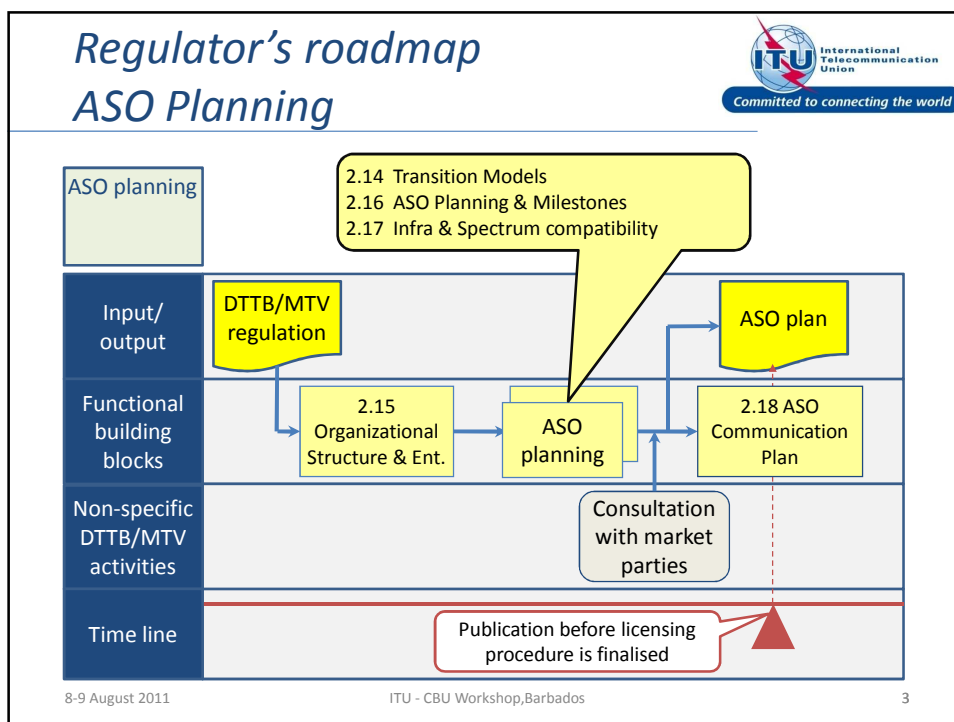 Regulator's roadmap
ASO Planning
International
Telecommunication
Union
ITU
Committed to connecting the world
ASO planning
2.14 Transition Models
2.16 ASO Planning & Milestones
2.17 Infra & Spectrum compatibility
Input/
output
DTTB/MTV
regulation
ASO plan
Functional
building
blocks
2.15
Organizational
Structure & Ent.
ASO
planning
2.18 ASO
Communication
Plan
Non-specific
DTTB/MTV
activities
Consultation
with market
parties
Time line
Publication before licensing
procedure is finalised
8-9 August 2011
ITU - CBU Workshop,Barbados
3